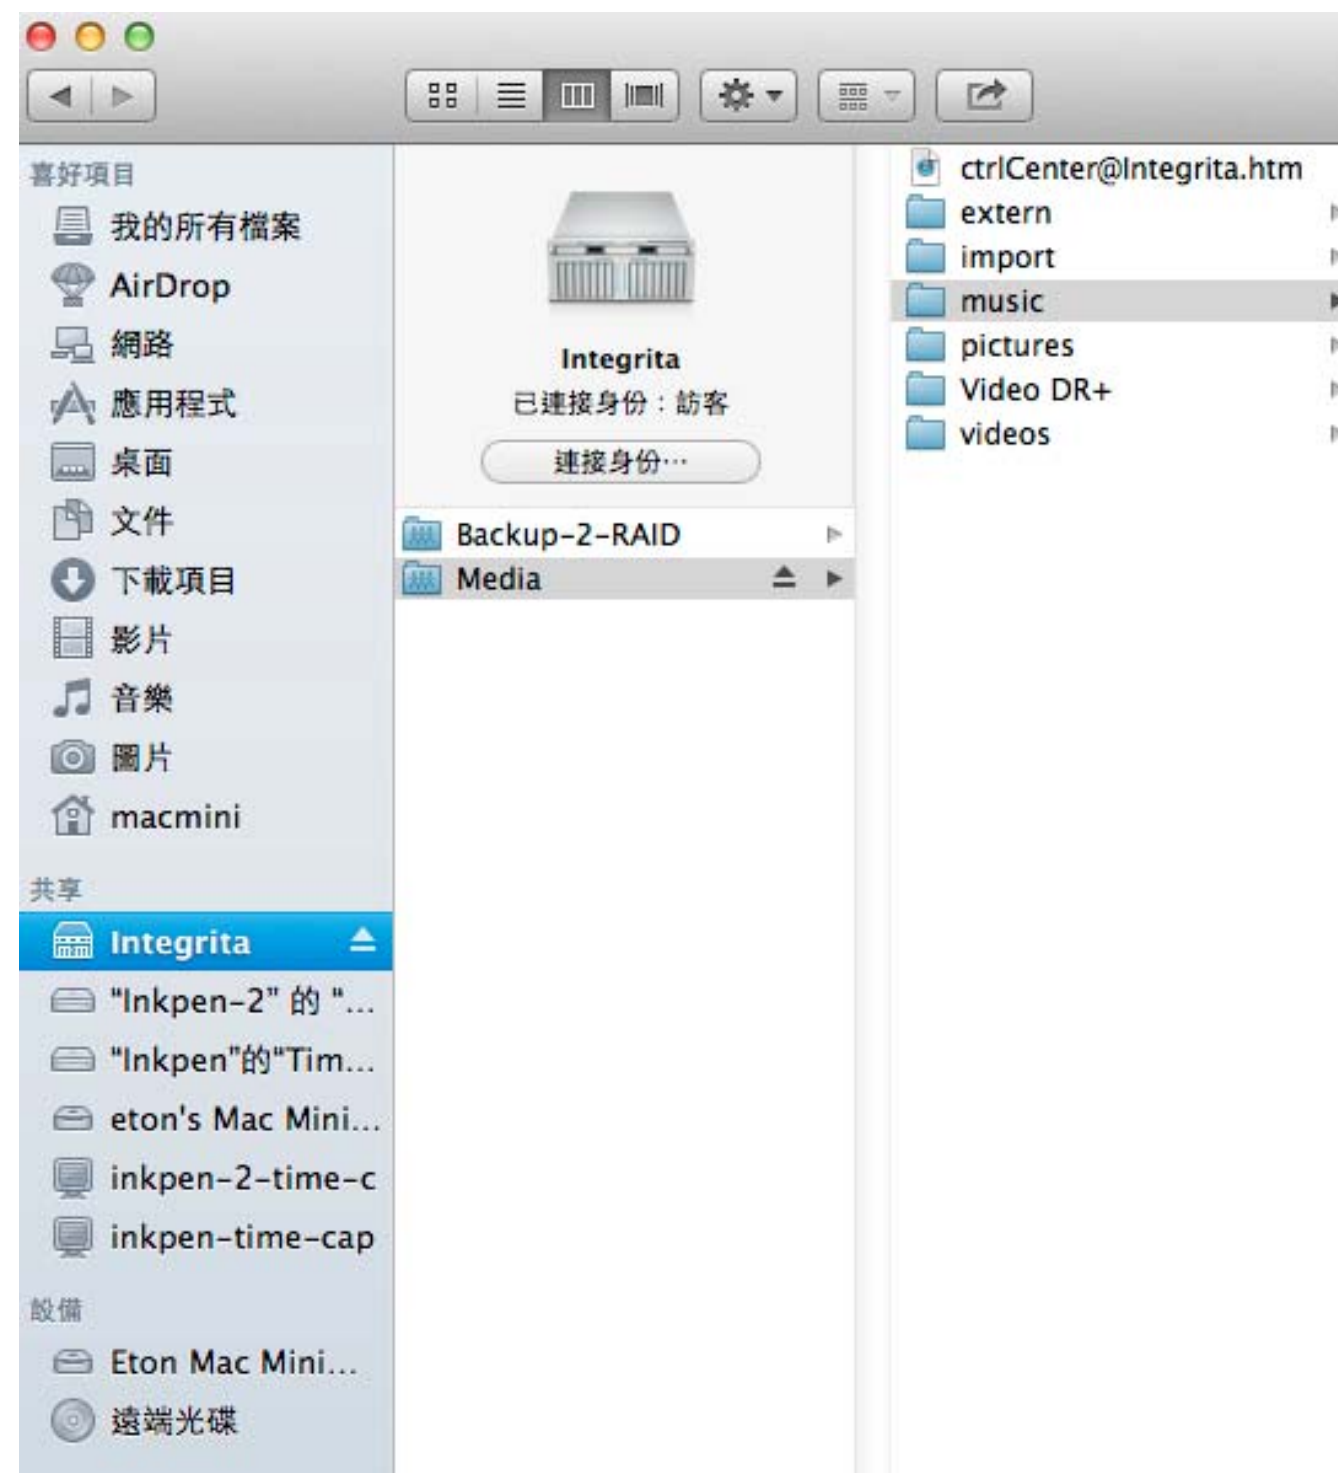 喜好項目
我的所有檔案
AirDrop
網路
應用程式
桌面
文件
下載項目
影片
音樂
圖片
macmini
共享
Integrita
“Inkpen-2” 的 “...
“Inkpen”的“Tim...
eton's Mac Mini...
inkpen-2-time-c
inkpen-time-cap
設備
Eton Mac Mini...
遠端光碟
Integrita
已連接身份：訪客
連接身份…
Backup-2-RAID
Media
ctrlCenter@Integrita.htm
extern
import
music
pictures
Video DR+
videos